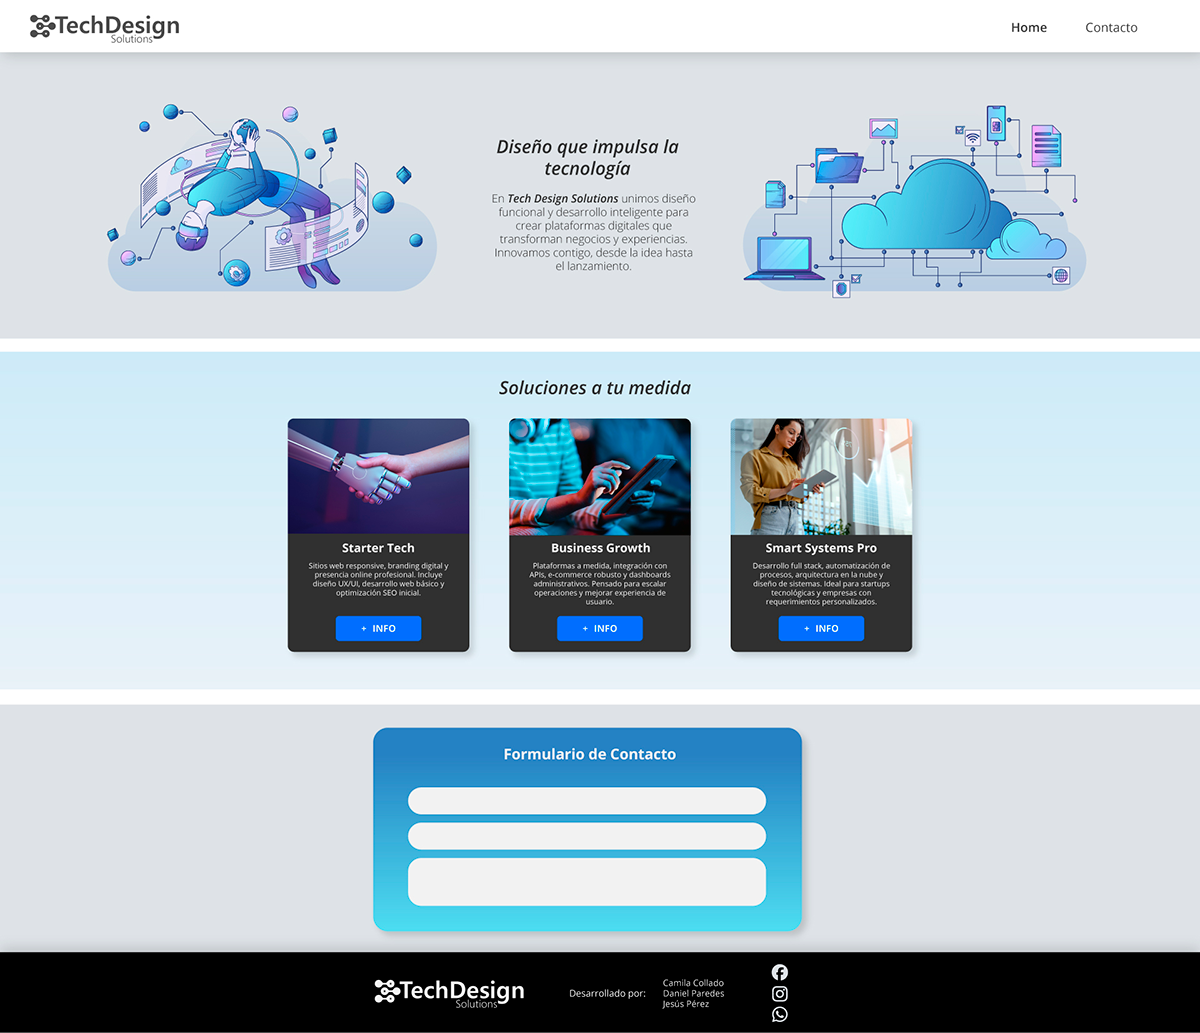 TechDesign
Solutions
Home
Contacto
Diseño que impulsa la
tecnología
En Tech Design Solutions unimos diseño
funcional y desarrollo inteligente para
crear plataformas digitales que
transforman negocios y experiencias.
Innovamos contigo, desde la idea hasta
el lanzamiento.
Soluciones a tu medida
Starter Tech
Sitios web responsive, branding digital y
presencia online profesional. Incluye
diseño UX/UI, desarrollo web básico y
optimización SEO inicial.
+ INFO
Business Growth
Plataformas a medida, integración con
APIs, e-commerce robusto y dashboards
administrativos. Pensado para escalar
operaciones y mejorar experiencia de
usuario.
+ INFO
Smart Systems Pro
Desarrollo full stack, automatización de
procesos, arquitectura en la nube y
diseño de sistemas. Ideal para startups
tecnológicas y empresas con
requerimientos personalizados.
+ INFO
Formulario de Contacto
TechDesign
Solutions
Desarrollado por:
Camila Collado
Daniel Paredes
Jesús Pérez